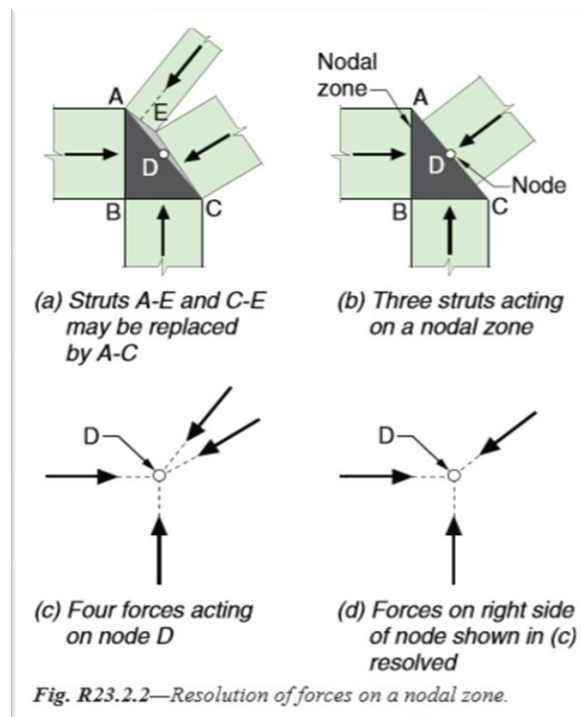 A
E
D
B
C
(a) Struts A-E and C-E
may be replaced
by A-C
Nodal
zone
A
D
Node
B
C
(b) Three struts acting
on a nodal zone
D
(c) Four forces acting
on node D
D
(d) Forces on right side
of node shown in (c)
resolved
Fig. R23.2.2—Resolution of forces on a nodal zone.